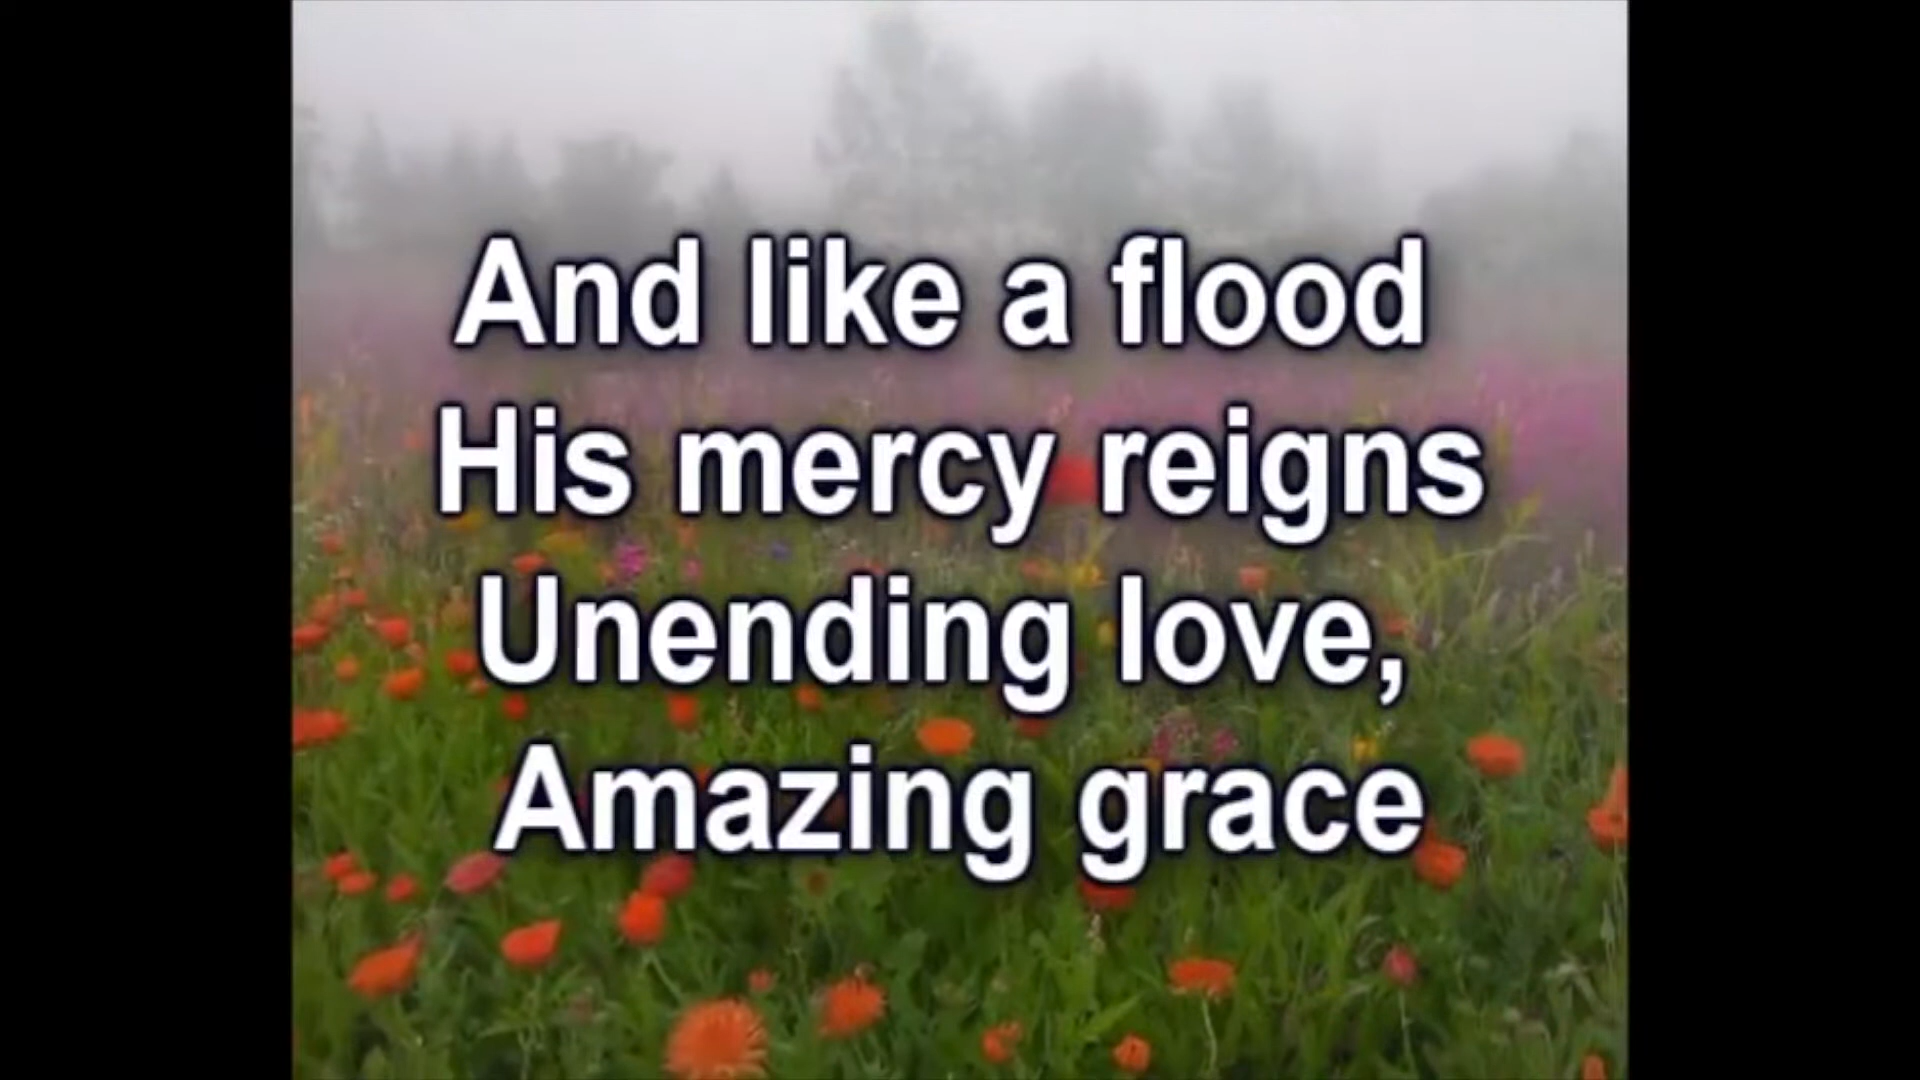 And like a flood
His mercy reigns
Unending love,
Amazing grace